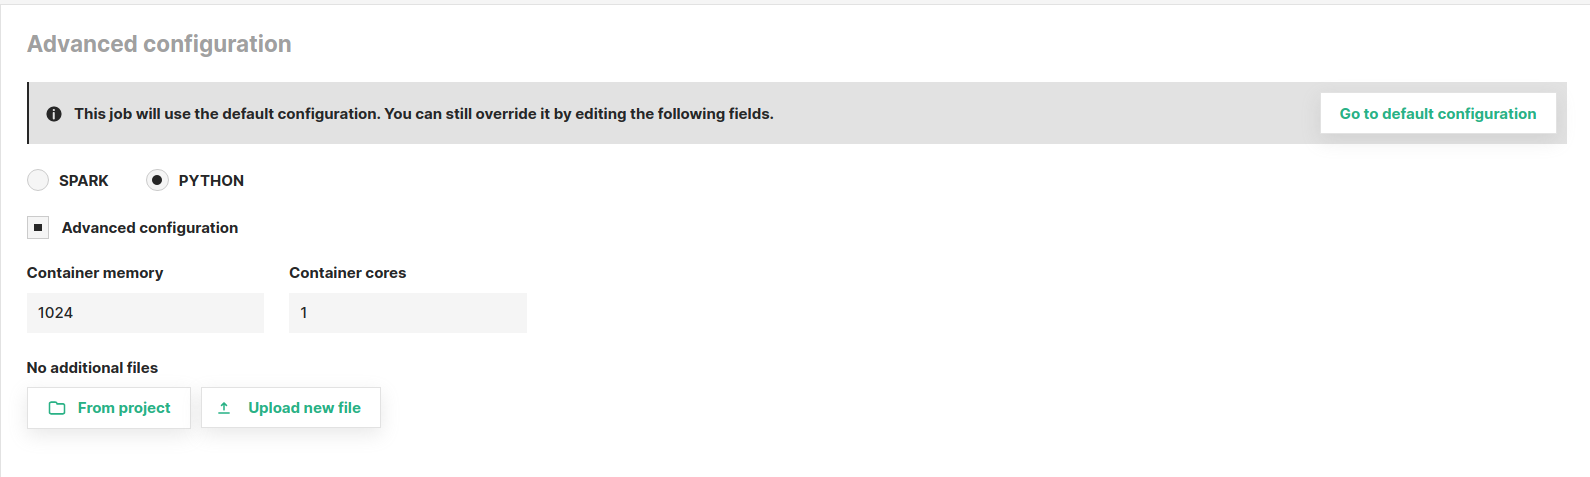 Advanced configuration
This job will use the default configuration. You can still override it by editing the following fields.
Go to default configuration
SPARK
PYTHON
Advanced configuration
Container memory
Container cores
1024
1
No additional files
From project
Upload new file